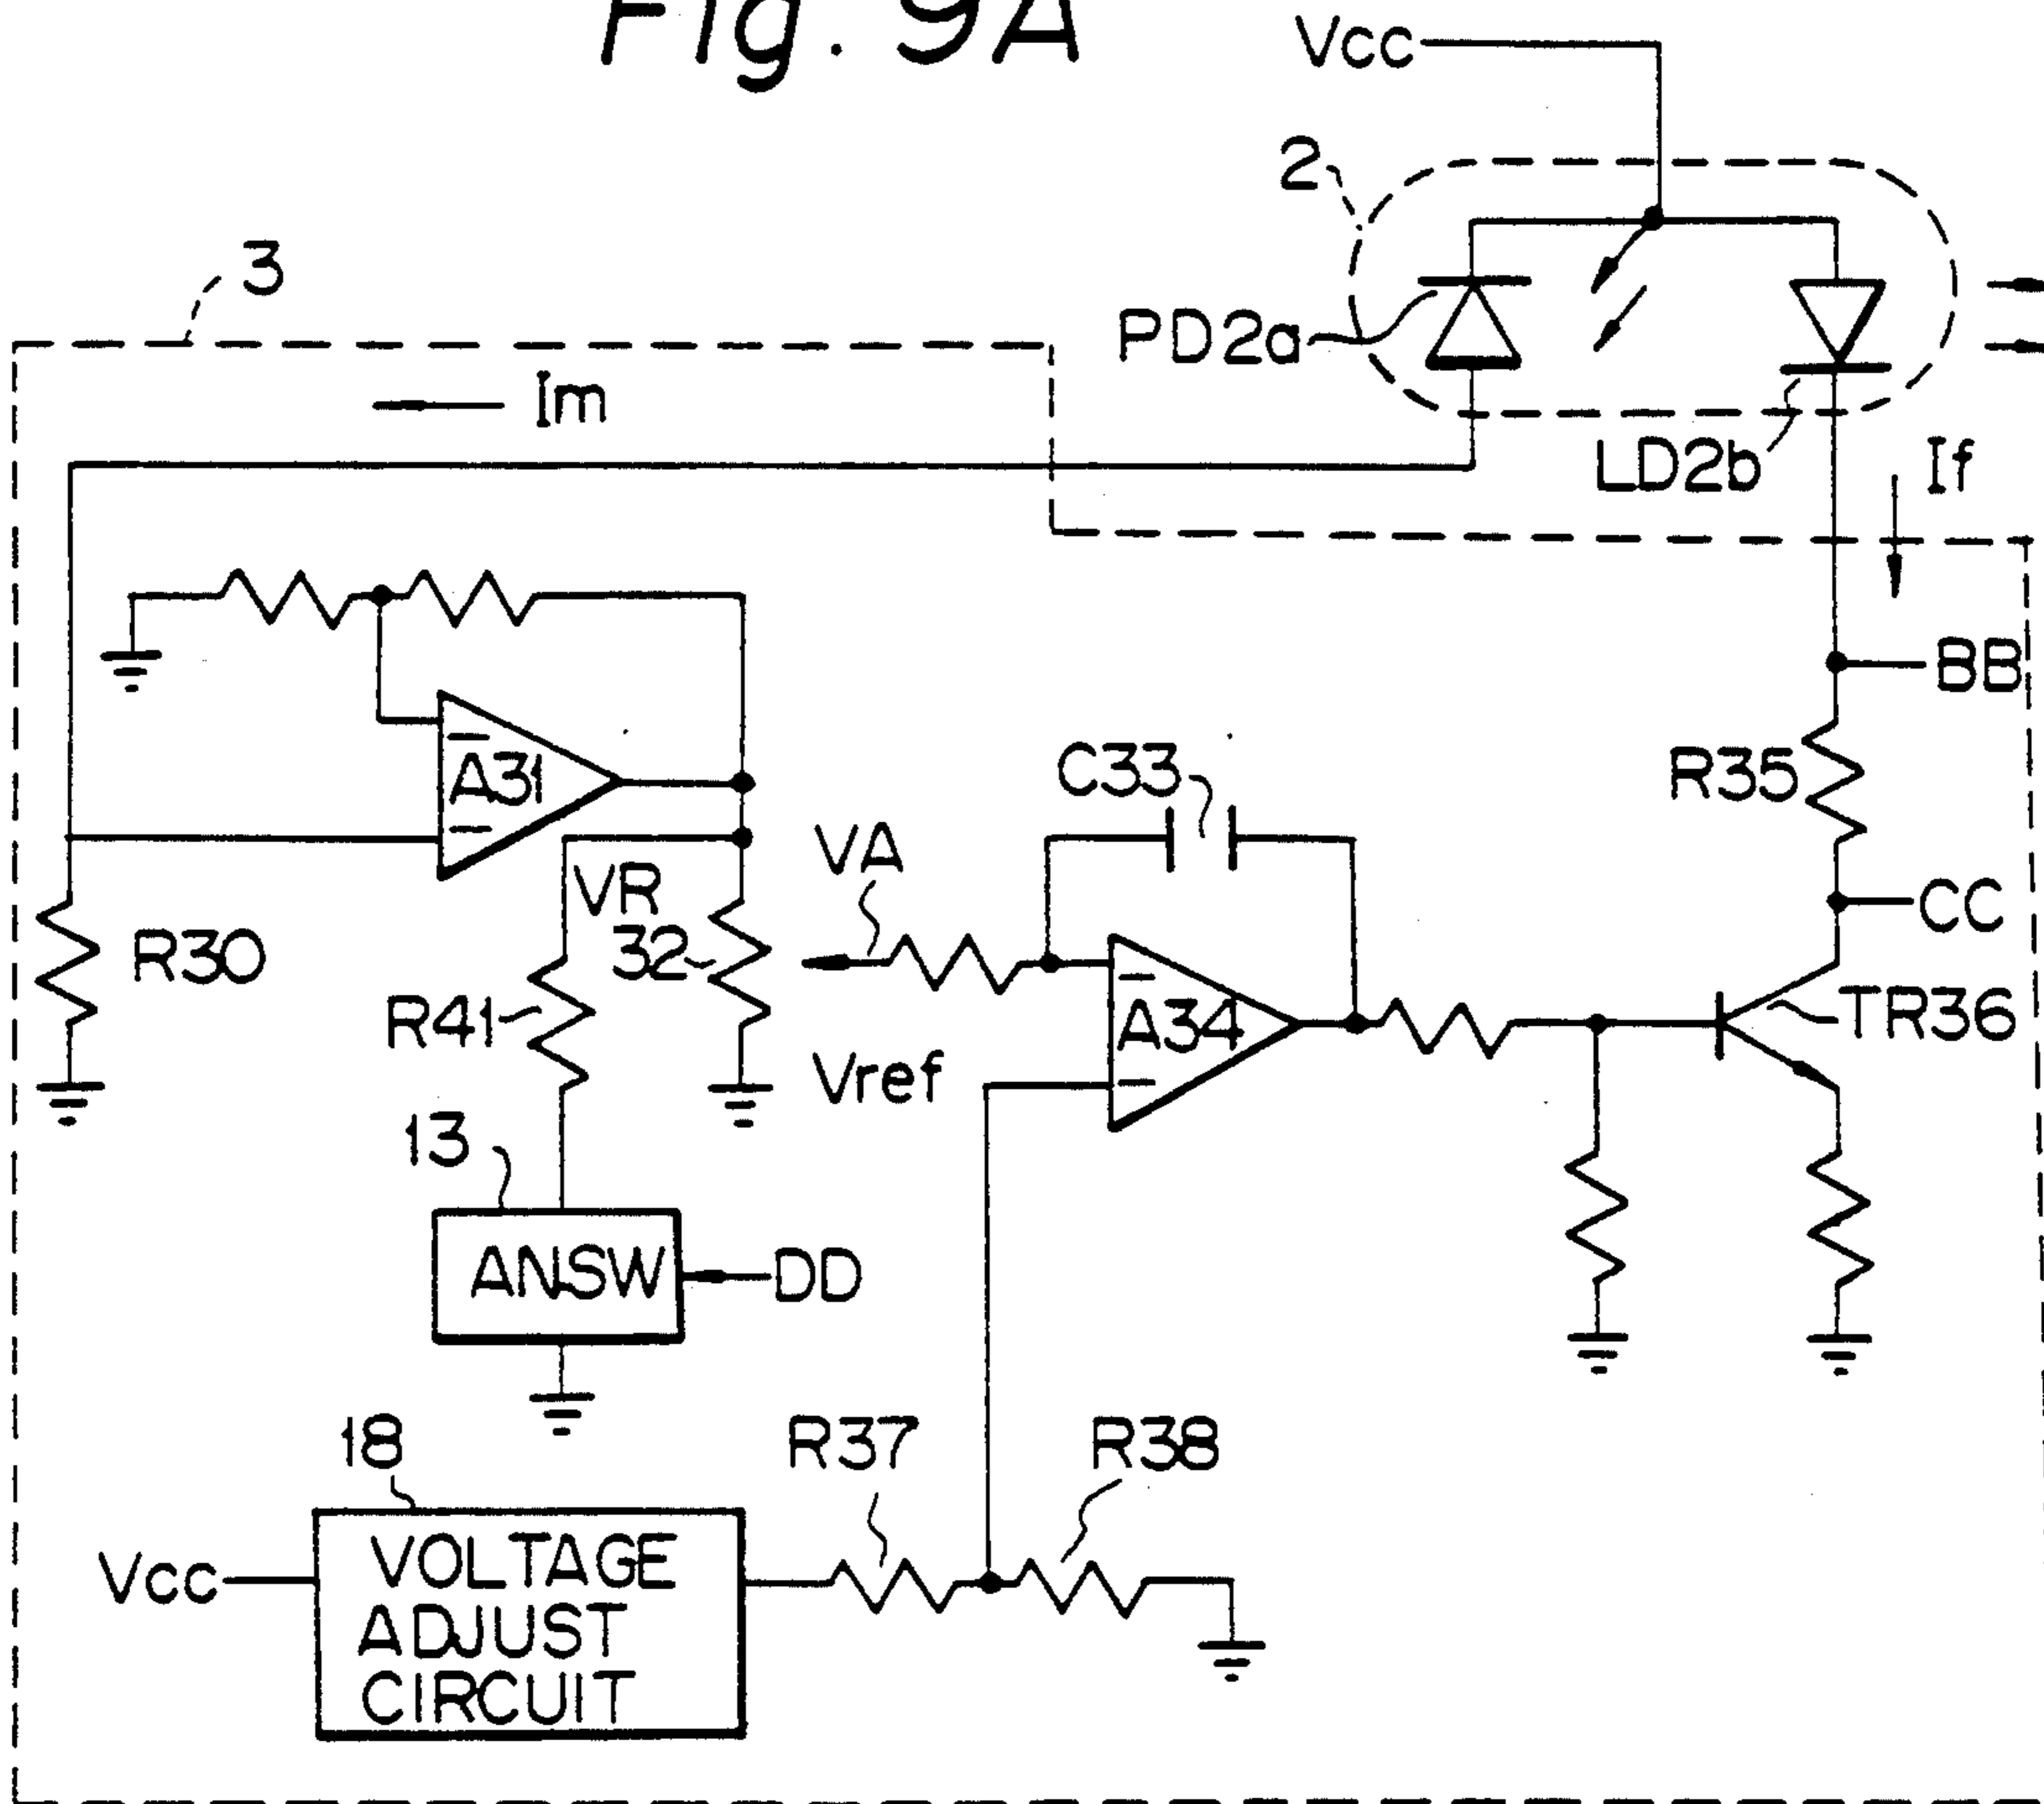 Fig. 9A
Vcc
2
3
PD2a
Im
LD2b
If
BB
A31
C33
R35
VA
VR
32
CC
R30
R41
A34
TR36
Vref
13
ANSW
DD
18
R37
R38
Vcc
VOLTAGE
ADJUST
CIRCUIT